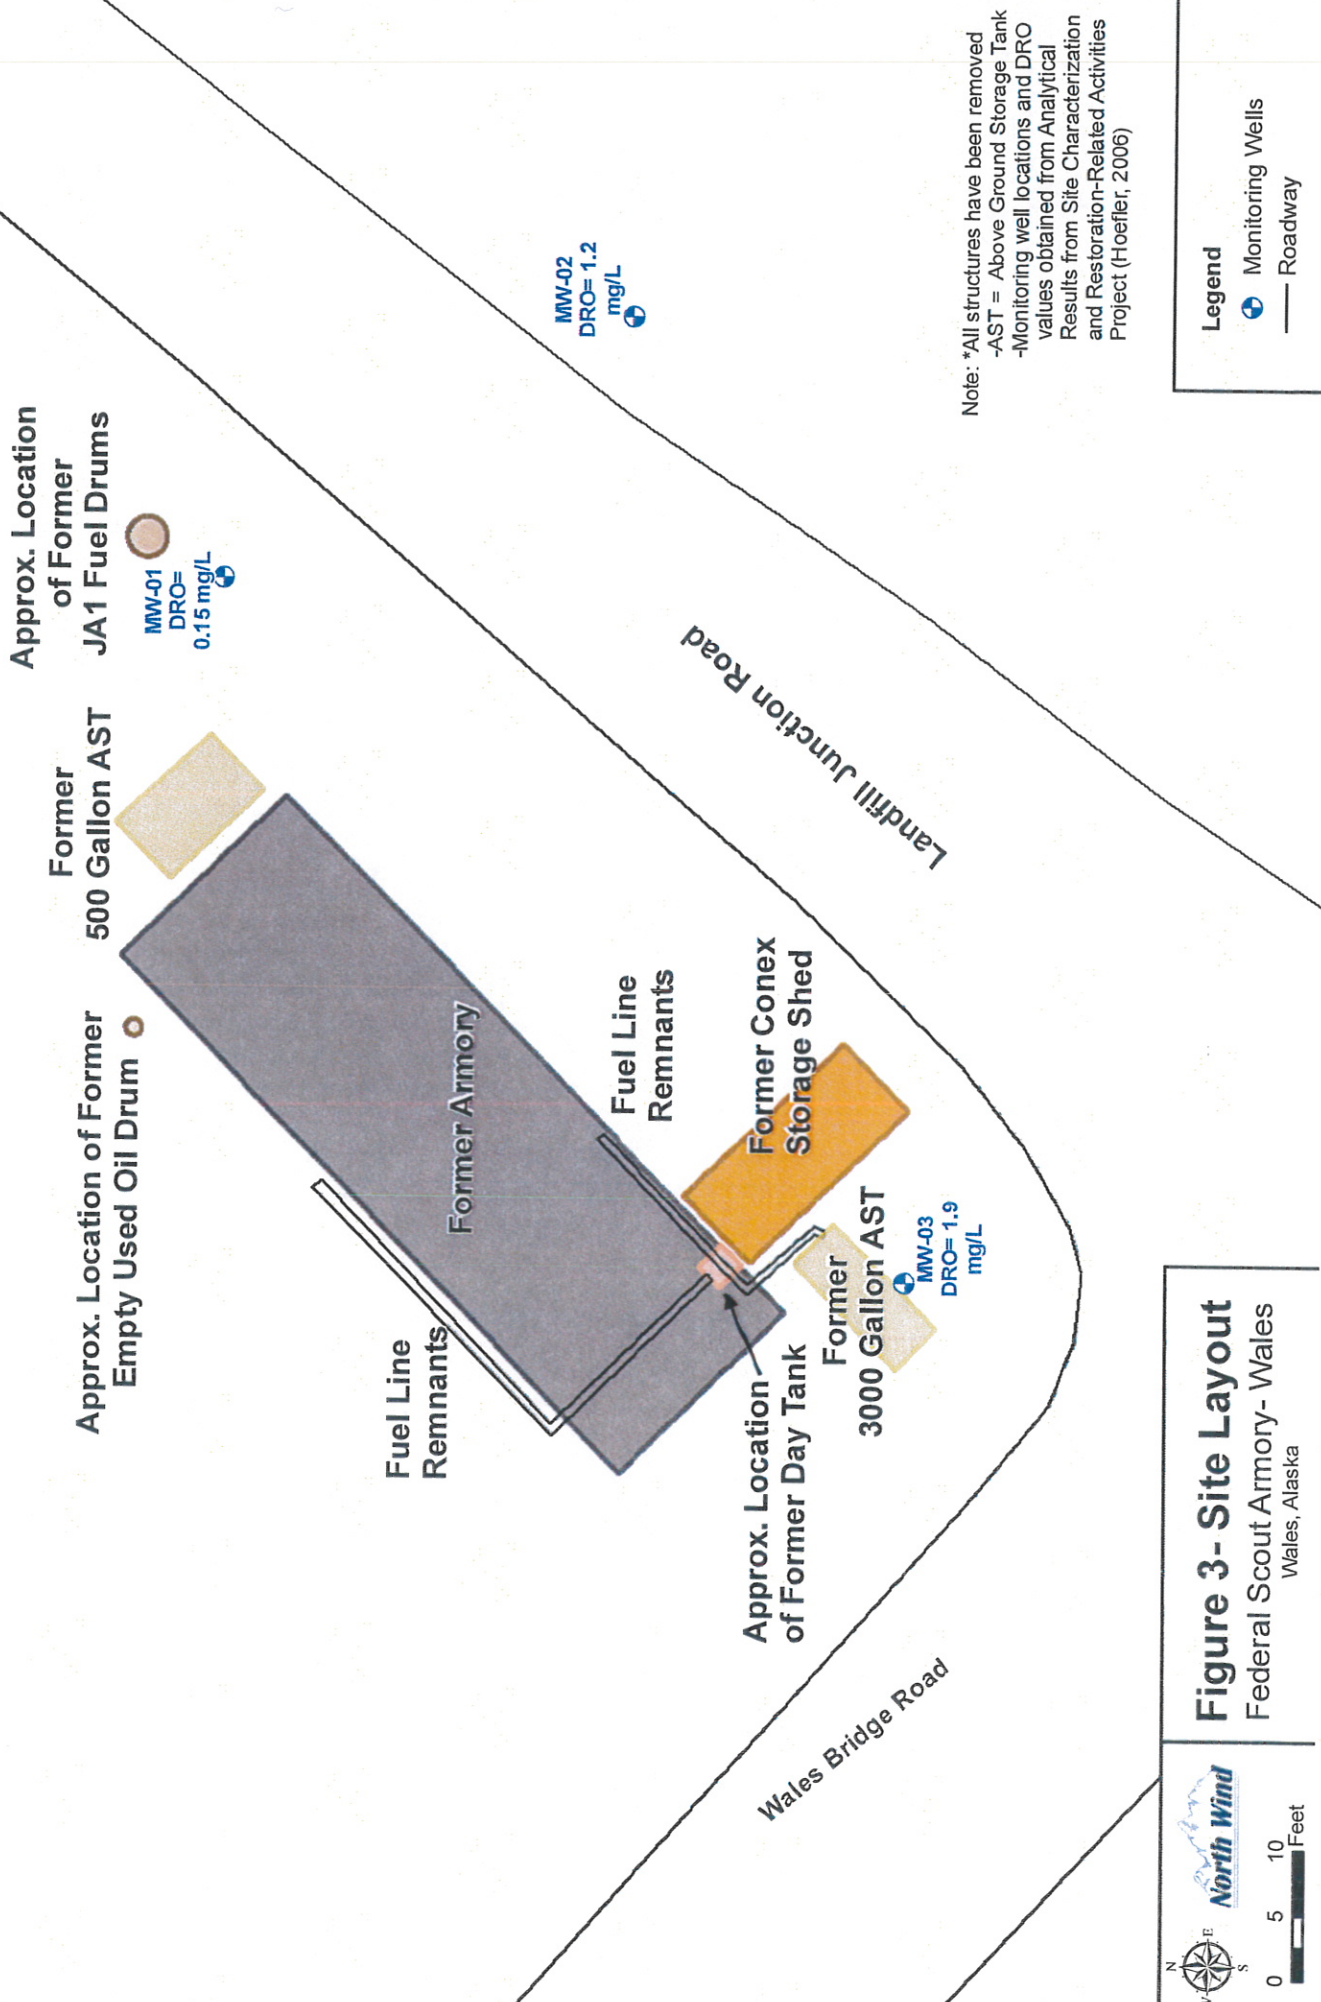 Approx. Location
of Former
JA1 Fuel Drums
Former
500 Gallon AST
Approx. Location of Former
Empty Used Oil Drum
MW-01
DRO=
0.15 mg/L
MW-02
DRO= 1.2
mg/L
Fuel Line
Remnants
Former Armory
Fuel Line
Remnants
Former Conex
Storage Shed
Landfill Junction Road
Approx. Location
of Former Day Tank
Former
3000 Gallon AST
MW-03
DRO= 1.9
mg/L
Wales Bridge Road
Note: *All structures have been removed
-AST = Above Ground Storage Tank
-Monitoring well locations and DRO
values obtained from Analytical
Results from Site Characterization
and Restoration-Related Activities
Project (Hoefler, 2006)
N
E
S
North Wind
0 5 10
Feet
Figure 3- Site Layout
Federal Scout Armory- Wales
Wales, Alaska
Legend
Monitoring Wells
Roadway